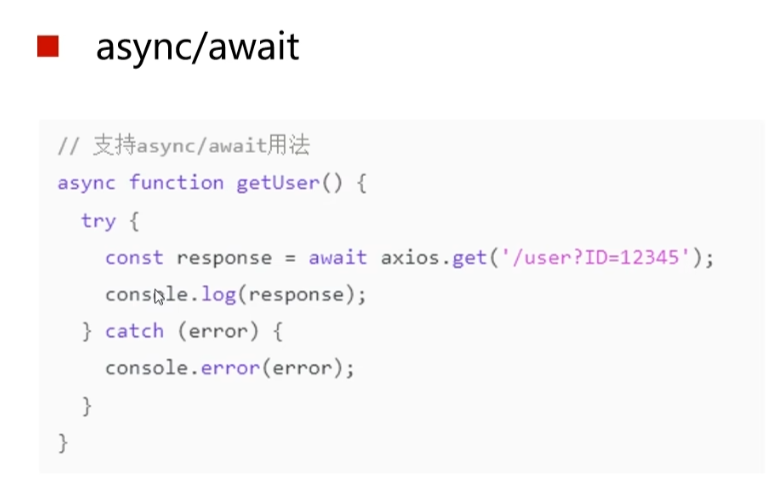 async/await
// 支持async/await用法
async function getUser() {
  try {
    const response = await axios.get('/user?ID=12345');
    console.log(response);
  } catch (error) {
    console.error(error);
  }
}